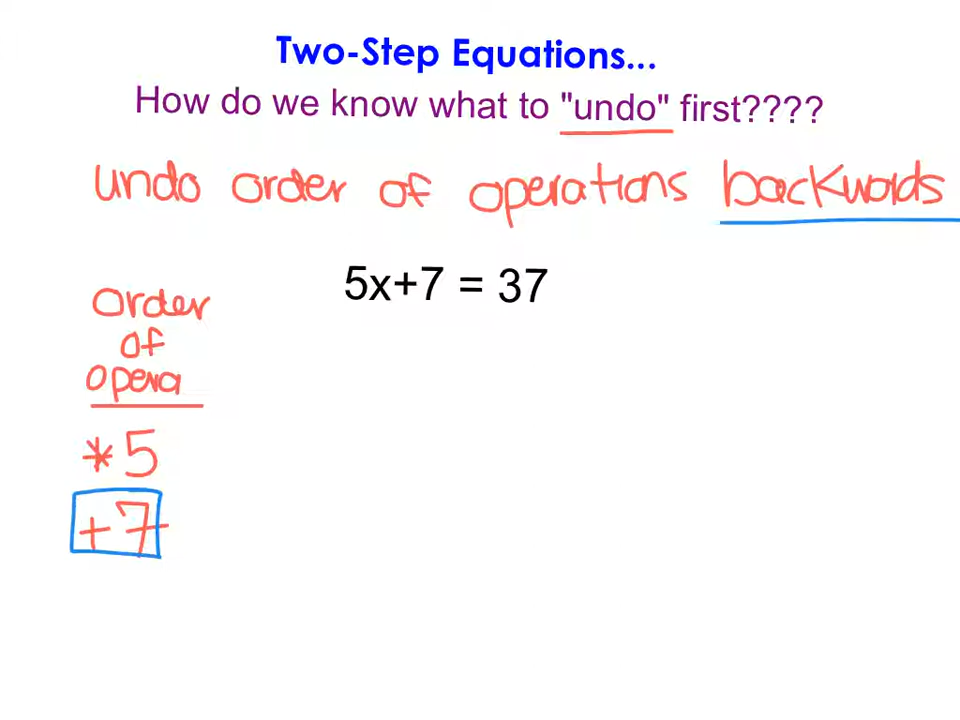 Two-Step Equations...
How do we know what to "undo" first????
undo order of operations backwards
5x+7 = 37
order
of
opera
*5
+7